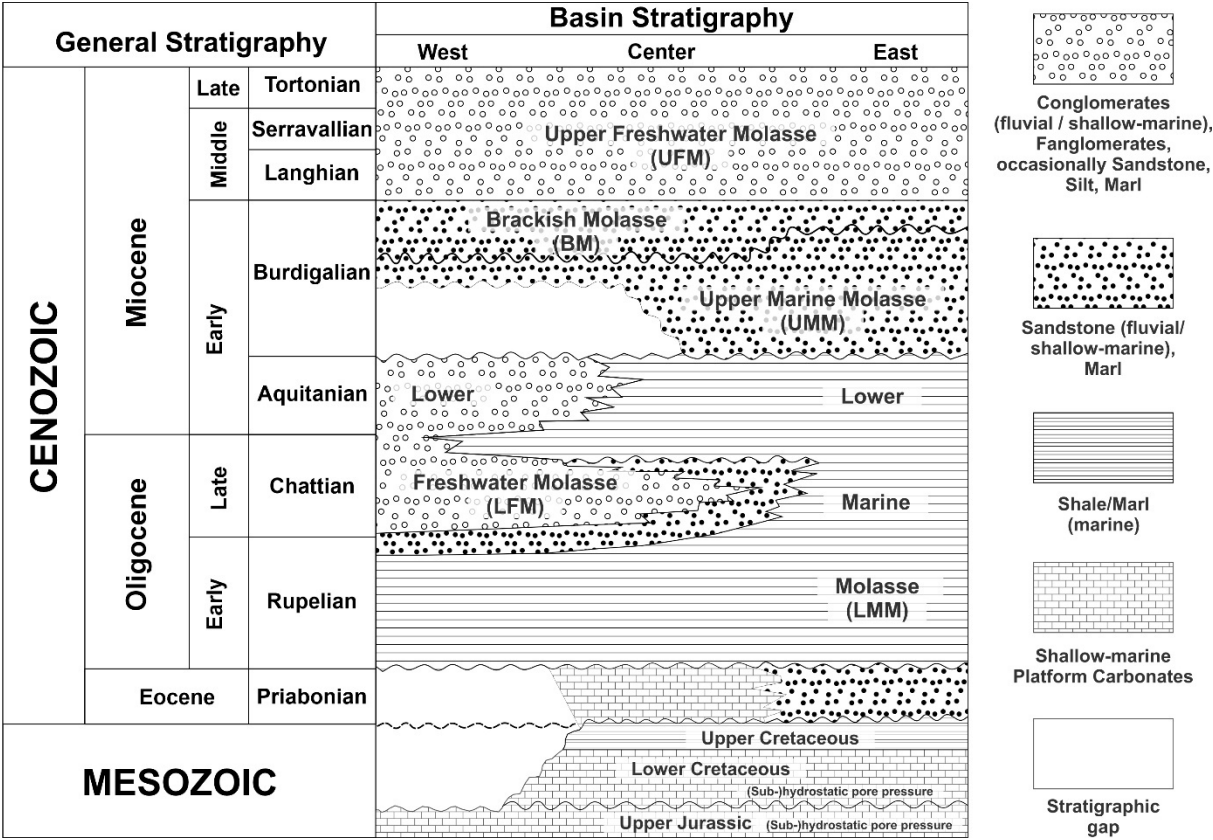 General Stratigraphy
Basin Stratigraphy
West
Center
East
CENOZOIC
Miocene
Late
Tortonian
Middle
Serravallian
Langhian
Early
Burdigalian
Aquitanian
Oligocene
Late
Chattian
Early
Rupelian
Eocene
Priabonian
MESOZOIC
Upper Freshwater Molasse
(UFM)
Brackish Molasse
(BM)
Upper Marine Molasse
(UMM)
Lower
Freshwater Molasse
(LFM)
Lower
Marine
Molasse
(LMM)
Upper Cretaceous
Lower Cretaceous
(Sub-)hydrostatic pore pressure
Upper Jurassic (Sub-)hydrostatic pore pressure
Conglomerates
(fluvial / shallow-marine),
Fanglomerates,
occasionally Sandstone,
Silt, Marl
Sandstone (fluvial/
shallow-marine),
Marl
Shale/Marl
(marine)
Shallow-marine
Platform Carbonates
Stratigraphic
gap